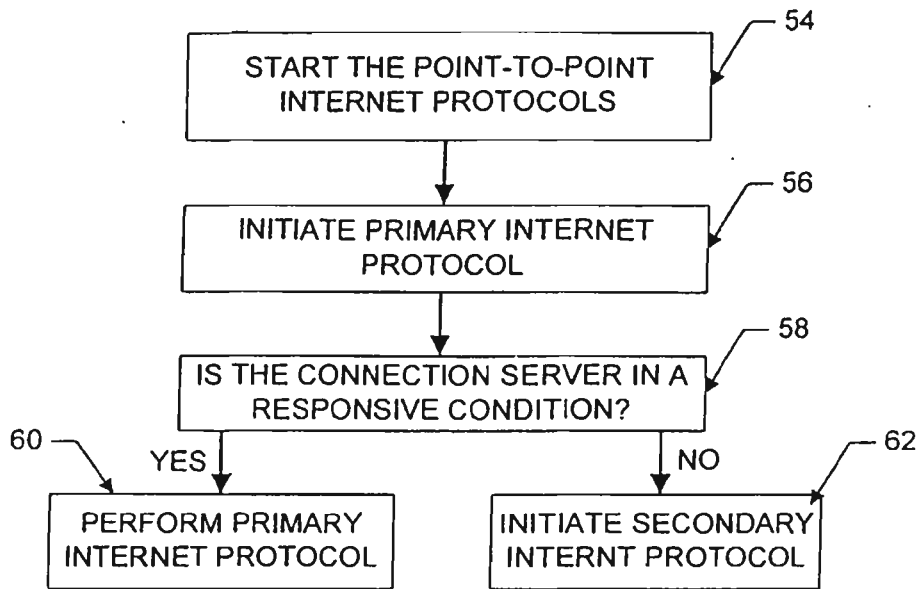 54
START THE POINT-TO-POINT
INTERNET PROTOCOLS
56
INITIATE PRIMARY INTERNET
PROTOCOL
58
IS THE CONNECTION SERVER IN A
RESPONSIVE CONDITION?
60
YES
NO
62
PERFORM PRIMARY
INTERNET PROTOCOL
INITIATE SECONDARY
INTERNT PROTOCOL